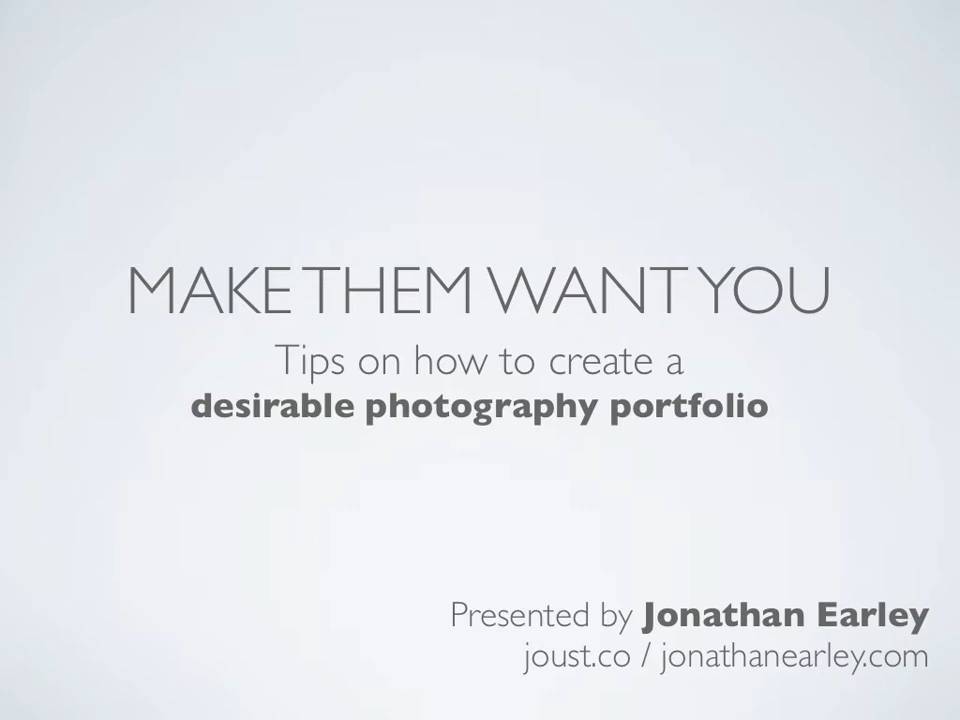 MAKE THEM WANT YOU
Tips on how to create a
desirable photography portfolio
Presented by Jonathan Earley
joust.co / jonathanearley.com